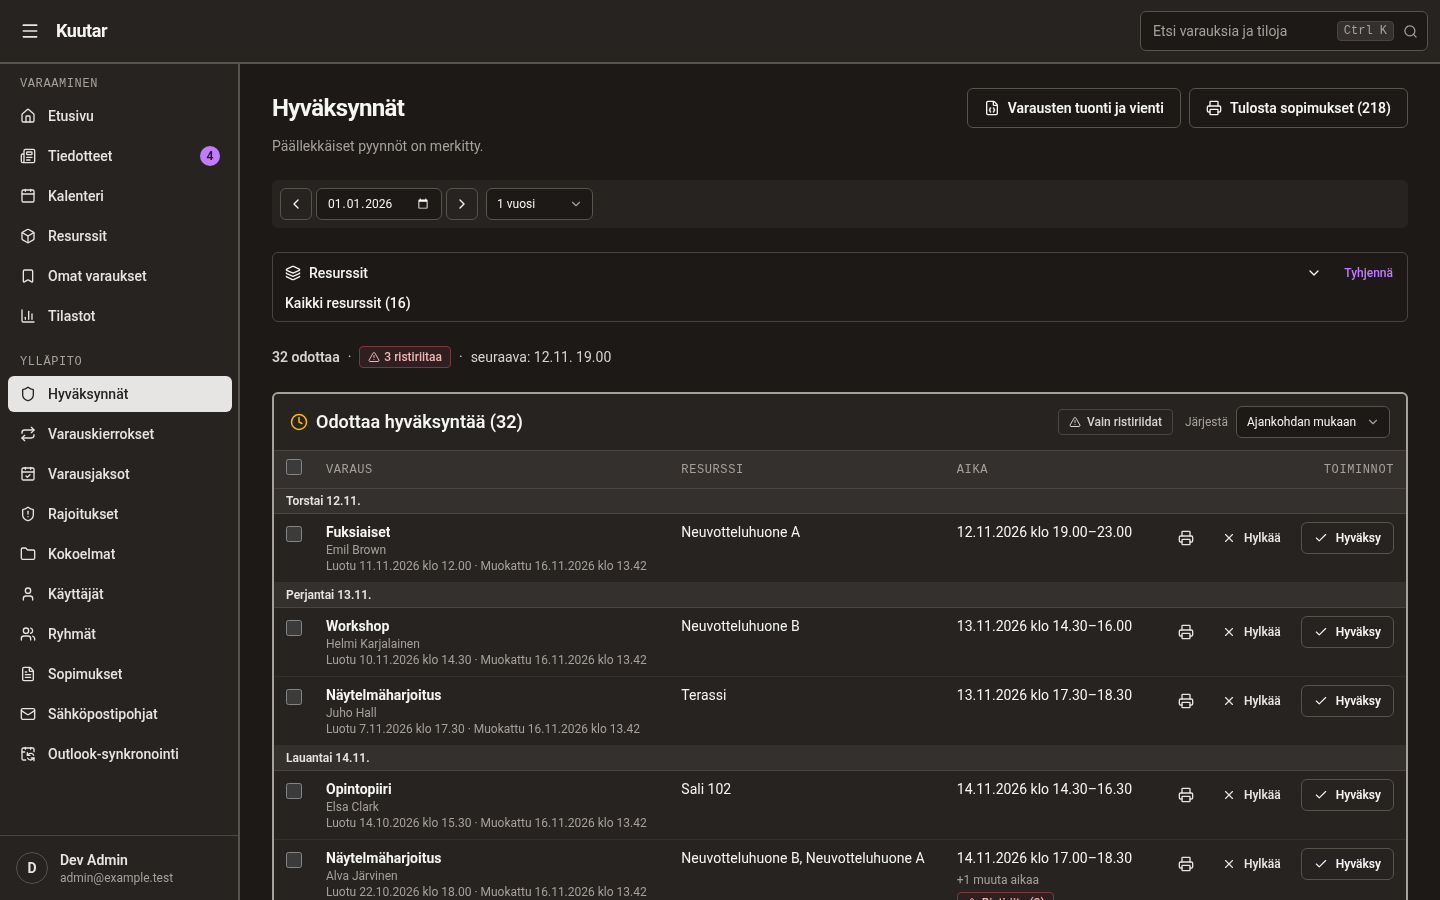 Kuutar
Etsi varauksia ja tiloja
Ctrl K
VARAAMINEN
Etusivu
Tiedotteet
4
Kalenteri
Resurssit
Omat varaukset
Tilastot
YLLÄPITO
Hyväksynnät
Varauskierrokset
Varausjaksot
Rajoitukset
Kokoelmat
Käyttäjät
Ryhmät
Sopimukset
Sähköpostipohjat
Outlook-synkronointi
D
Dev Admin
admin@example.test
Hyväksynnät
Varausten tuonti ja vienti
Tulosta sopimukset (218)
Päällekkäiset pyynnöt on merkitty.
01.01.2026
1 vuosi
Resurssit
Tyhjennä
Kaikki resurssit (16)
32 odottaa · 3 ristiriitaa · seuraava: 12.11. 19.00
Odottaa hyväksyntää (32)
Vain ristiriidat
Järjestä
Ajankohdan mukaan
VARAUS RESURSSI AIKA TOIMINNOT
Torstai 12.11.
Fuksiaiset Neuvotteluhuone A 12.11.2026 klo 19.00–23.00 Hylkää Hyväksy
Emil Brown
Luotu 11.11.2026 klo 12.00 · Muokattu 16.11.2026 klo 13.42
Perjantai 13.11.
Workshop Neuvotteluhuone B 13.11.2026 klo 14.30–16.00 Hylkää Hyväksy
Helmi Karjalainen
Luotu 10.11.2026 klo 14.30 · Muokattu 16.11.2026 klo 13.42
Näytelmäharjoitus Terassi 13.11.2026 klo 17.30–18.30 Hylkää Hyväksy
Juho Hall
Luotu 7.11.2026 klo 17.30 · Muokattu 16.11.2026 klo 13.42
Lauantai 14.11.
Opintopiiri Sali 102 14.11.2026 klo 14.30–16.30 Hylkää Hyväksy
Elsa Clark
Luotu 14.10.2026 klo 15.30 · Muokattu 16.11.2026 klo 13.42
Näytelmäharjoitus Neuvotteluhuone B, Neuvotteluhuone A 14.11.2026 klo 17.00–18.30 Hylkää Hyväksy
Alva Järvinen
+1 muuta aikaa
Luotu 22.10.2026 klo 18.00 · Muokattu 16.11.2026 klo 13.42